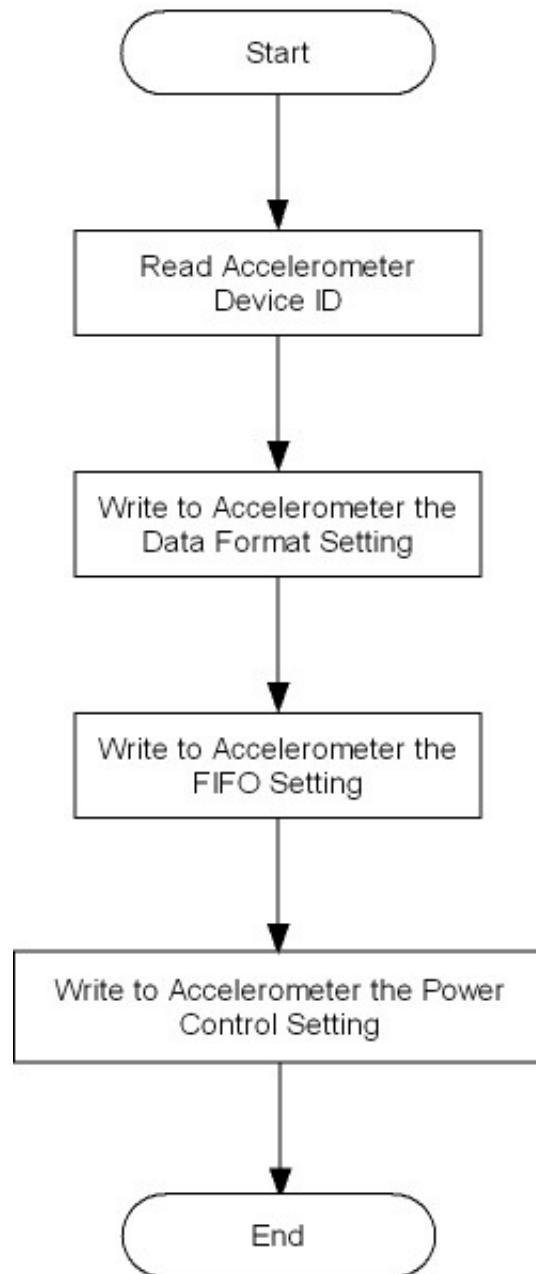 Start
Read Accelerometer
Device ID
Write to Accelerometer the
Data Format Setting
Write to Accelerometer the
FIFO Setting
Write to Accelerometer the Power
Control Setting
End